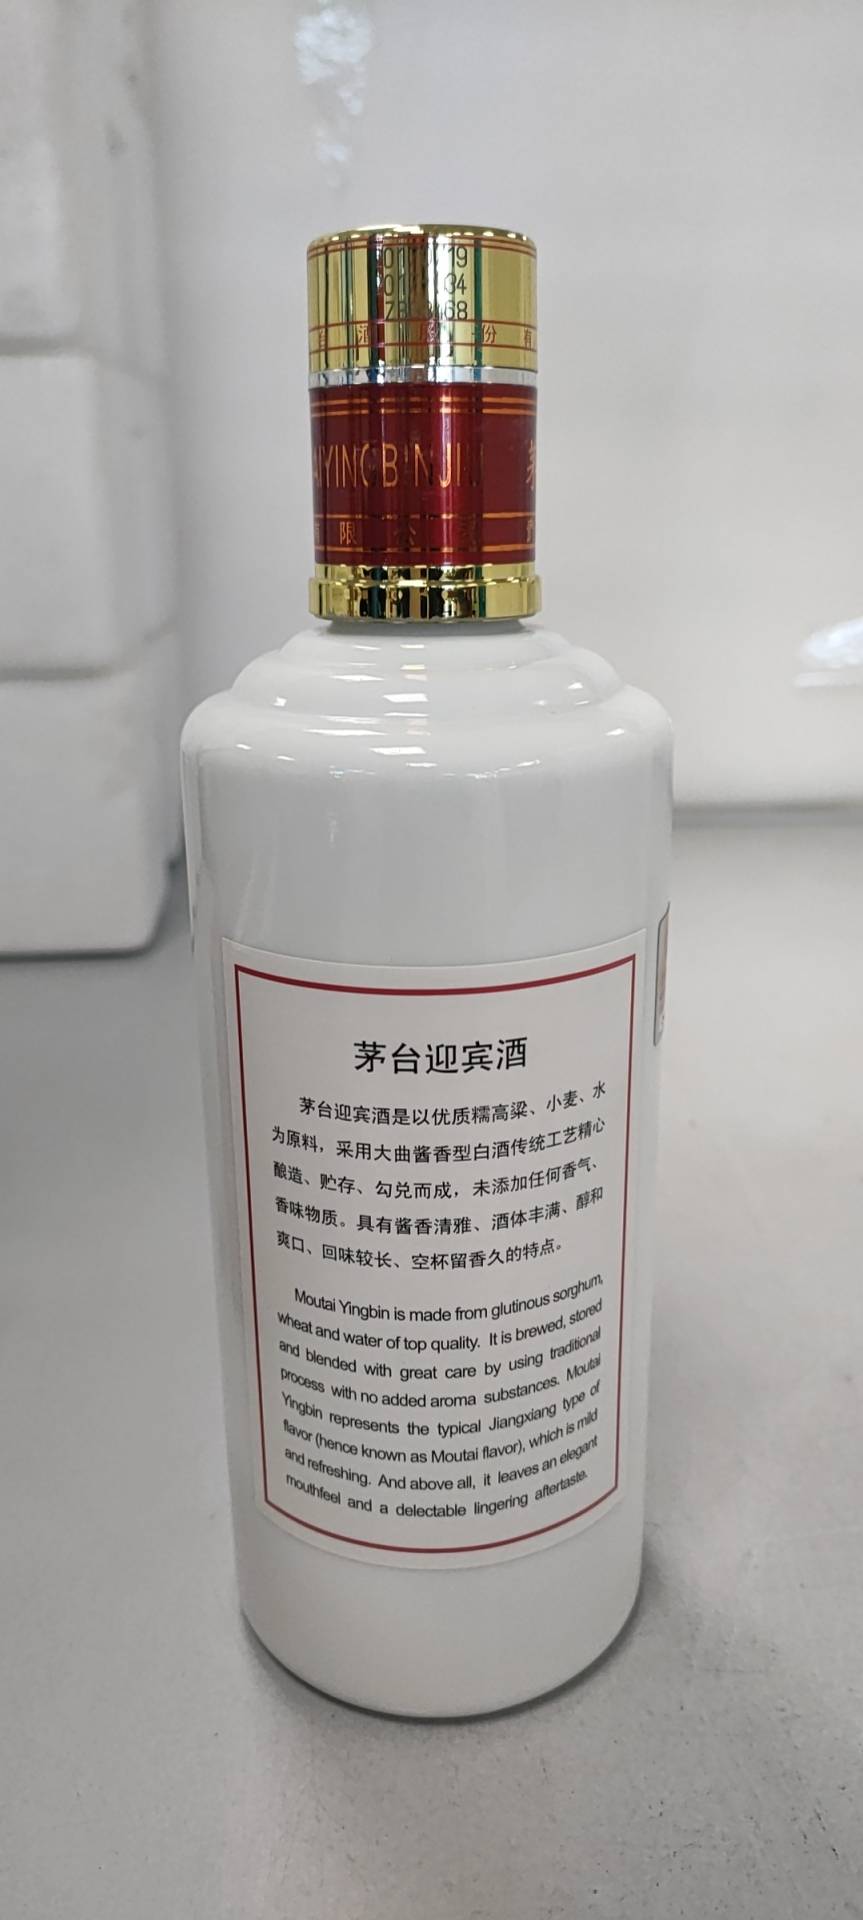 份 有
AIYINGBINJIU 茅
限 公
茅台迎宾酒
茅台迎宾酒是以优质糯高粱、小麦、水
为原料，采用大曲酱香型白酒传统工艺精心
酿造、贮存、勾兑而成，未添加任何香气、
香味物质。具有酱香清雅、酒体丰满、醇和
爽口、回味较长、空杯留香久的特点。
Moutai Yingbin is made from glutinous sorghum,
wheat and water of top quality. It is brewed, stored
and blended with great care by using traditional
process with no added aroma substances. Moutai
Yingbin represents the typical Jiangxiang type of
flavor (hence known as Moutai flavor), which is mild
and refreshing. And above all, it leaves an elegant
mouthfeel and a delectable lingering aftertaste.